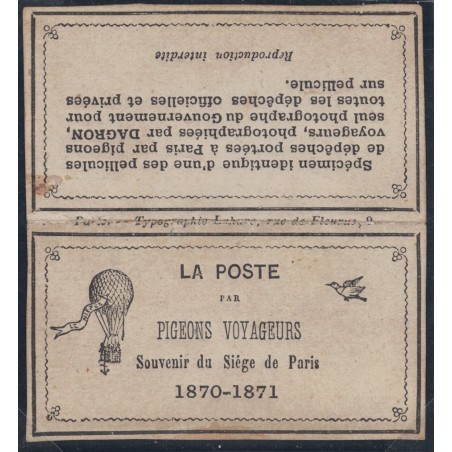 Spécimen identique d'une des pellicules
de dépêches portées à Paris par pigeons
voyageurs, photographiées par DAGRON,
seul photographe du Gouvernement pour
toutes les dépêches officielles et privées
sur pellicule.
Reproduction interdite
Paris. — Typographie Lahure, rue de Fleurus, 9
LA POSTE
PAR
PIGEONS VOYAGEURS
Souvenir du Siége de Paris
1870-1871